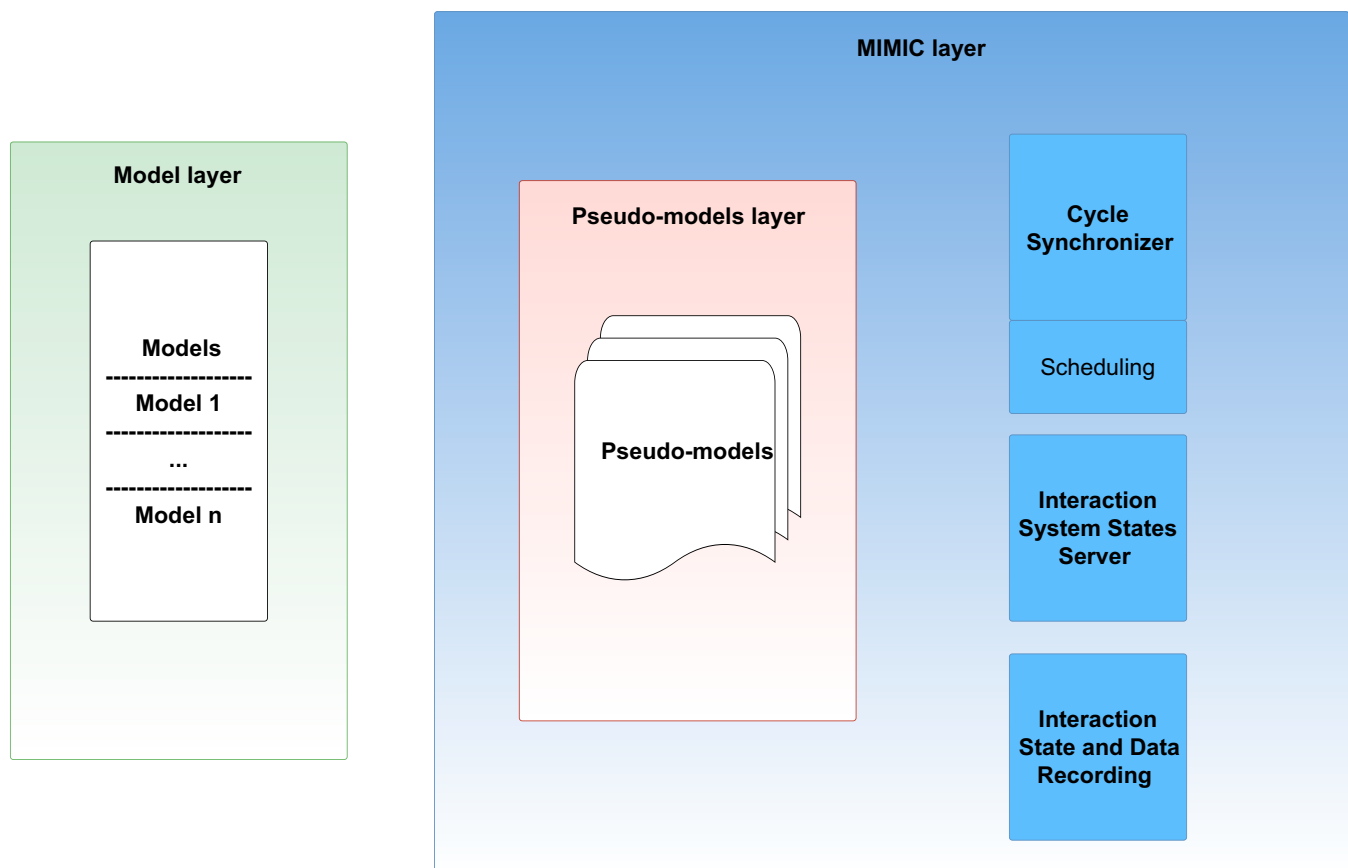 MIMIC layer
Model layer
Models
-------------------
Model 1
-------------------
...
-------------------
Model n
Pseudo-models layer
Pseudo-models
Cycle
Synchronizer
Scheduling
Interaction
System States
Server
Interaction
State and Data
Recording